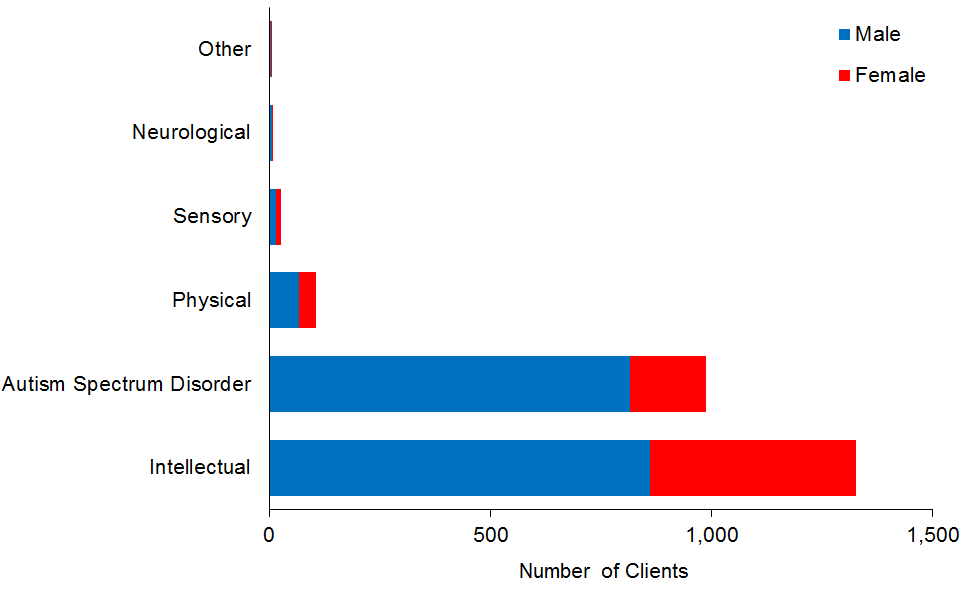 Male
Female
Other
Neurological
Sensory
Physical
Autism Spectrum Disorder
Intellectual
0 500 1,000 1,500
Number of Clients